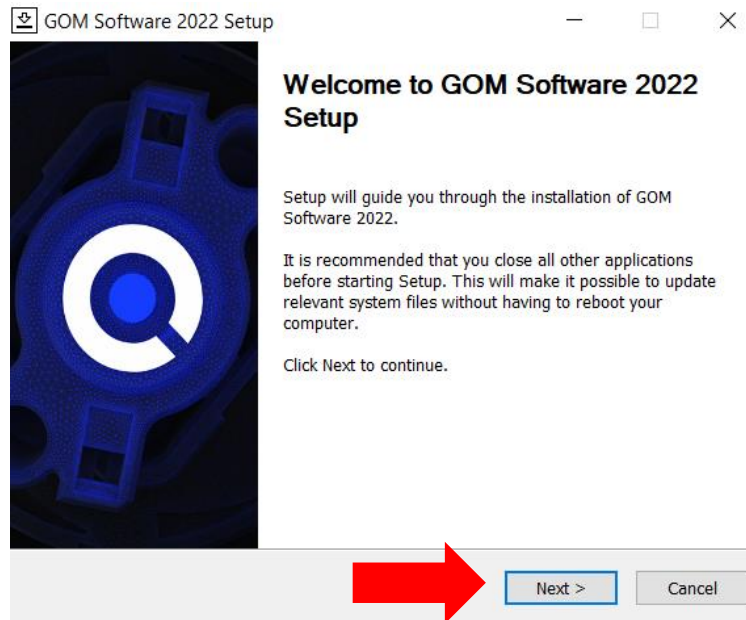 GOM Software 2022 Setup
Welcome to GOM Software 2022
Setup
Setup will guide you through the installation of GOM
Software 2022.
It is recommended that you close all other applications
before starting Setup. This will make it possible to update
relevant system files without having to reboot your
computer.
Click Next to continue.
Next >
Cancel